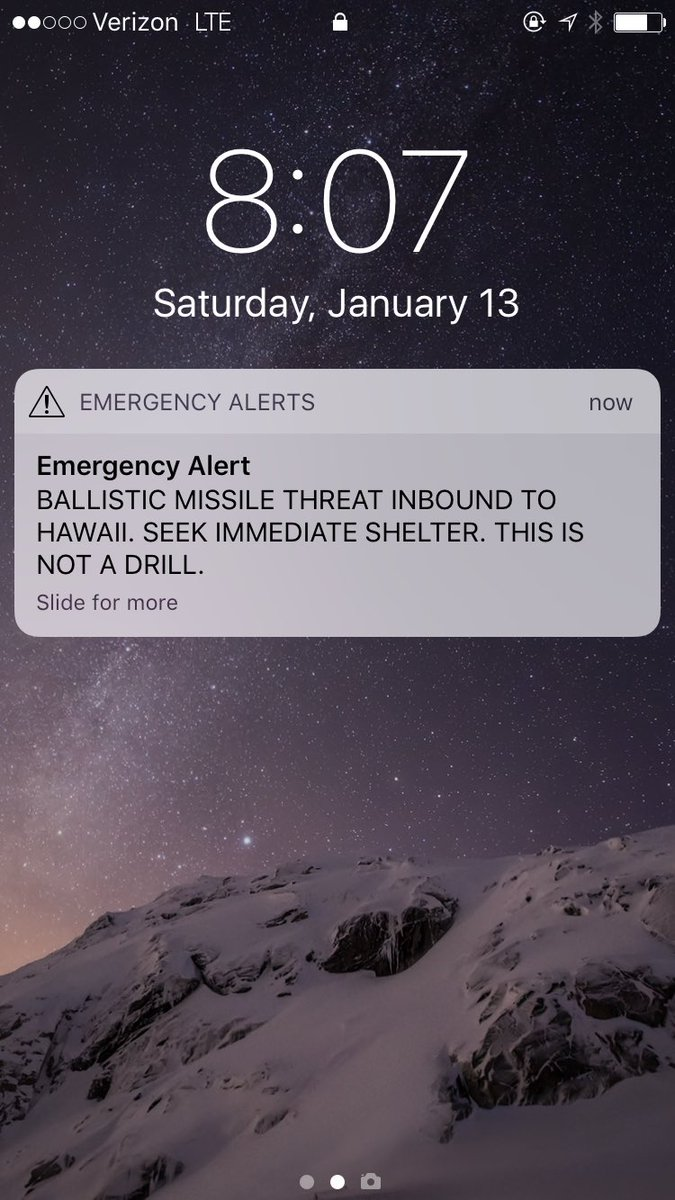 Verizon LTE
8:07
Saturday, January 13
EMERGENCY ALERTS now
Emergency Alert
BALLISTIC MISSILE THREAT INBOUND TO
HAWAII. SEEK IMMEDIATE SHELTER. THIS IS
NOT A DRILL.
Slide for more